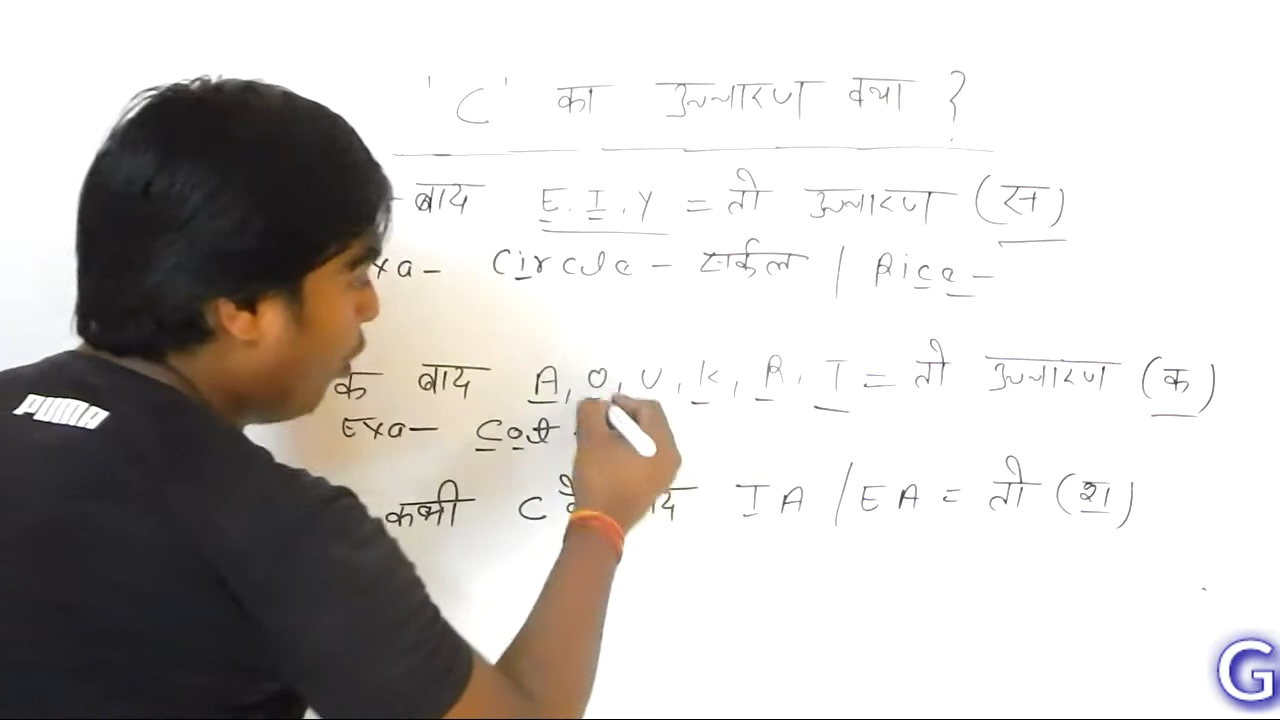 'C' का उच्चारण क्या ?
बाद E, I, Y = तो उच्चारण (स)
Exa- Circle - सर्कल / Rice -
के बाद A, O, U, K, R, T = तो उच्चारण (क)
Exa- Cot
कभी C के बाद IA / EA = तो (श)
PUMA
G